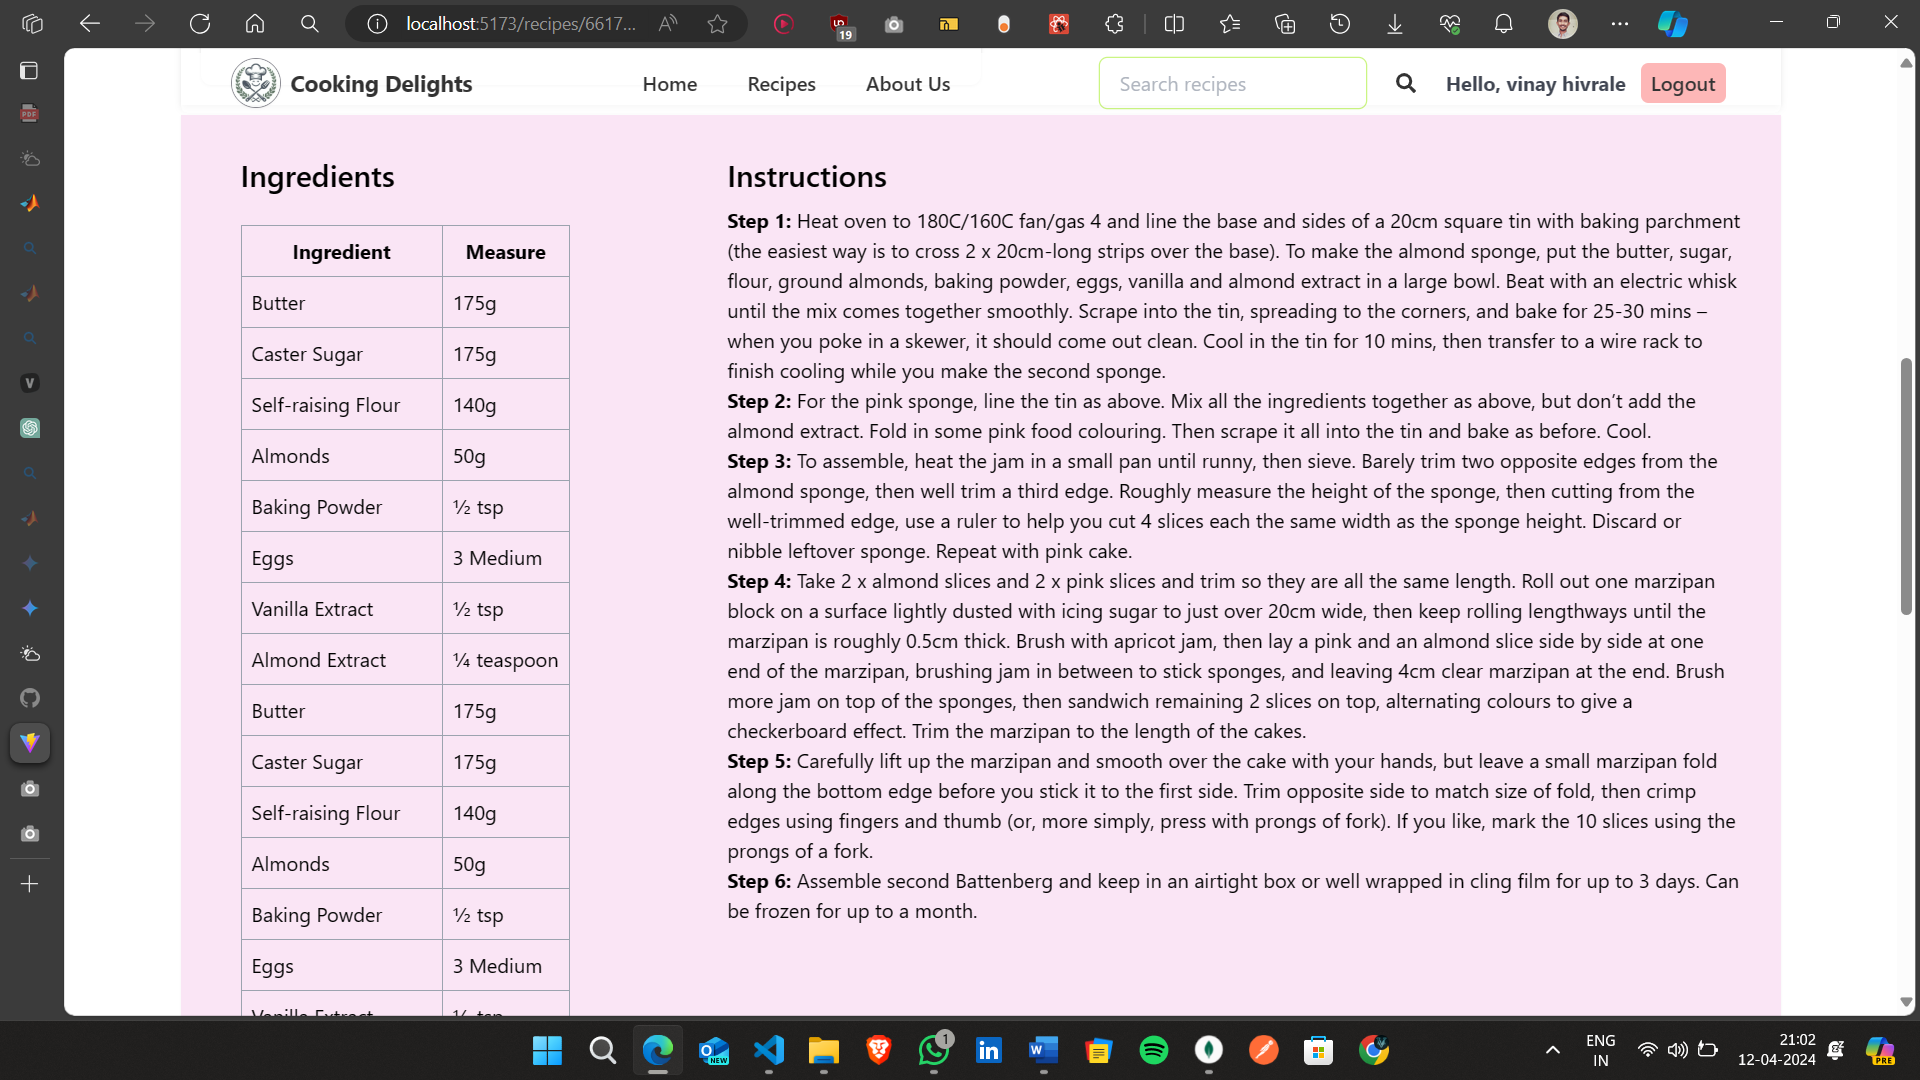 localhost:5173/recipes/6617...
19
Cooking Delights
Home
Recipes
About Us
Search recipes
Hello, vinay hivrale
Logout
Ingredients
Ingredient Measure
Butter 175g
Caster Sugar 175g
Self-raising Flour 140g
Almonds 50g
Baking Powder ½ tsp
Eggs 3 Medium
Vanilla Extract ½ tsp
Almond Extract ¼ teaspoon
Butter 175g
Caster Sugar 175g
Self-raising Flour 140g
Almonds 50g
Baking Powder ½ tsp
Eggs 3 Medium
Vanilla Extract ½ tsp
Instructions
Step 1: Heat oven to 180C/160C fan/gas 4 and line the base and sides of a 20cm square tin with baking parchment
(the easiest way is to cross 2 x 20cm-long strips over the base). To make the almond sponge, put the butter, sugar,
flour, ground almonds, baking powder, eggs, vanilla and almond extract in a large bowl. Beat with an electric whisk
until the mix comes together smoothly. Scrape into the tin, spreading to the corners, and bake for 25-30 mins –
when you poke in a skewer, it should come out clean. Cool in the tin for 10 mins, then transfer to a wire rack to
finish cooling while you make the second sponge.
Step 2: For the pink sponge, line the tin as above. Mix all the ingredients together as above, but don’t add the
almond extract. Fold in some pink food colouring. Then scrape it all into the tin and bake as before. Cool.
Step 3: To assemble, heat the jam in a small pan until runny, then sieve. Barely trim two opposite edges from the
almond sponge, then well trim a third edge. Roughly measure the height of the sponge, then cutting from the
well-trimmed edge, use a ruler to help you cut 4 slices each the same width as the sponge height. Discard or
nibble leftover sponge. Repeat with pink cake.
Step 4: Take 2 x almond slices and 2 x pink slices and trim so they are all the same length. Roll out one marzipan
block on a surface lightly dusted with icing sugar to just over 20cm wide, then keep rolling lengthways until the
marzipan is roughly 0.5cm thick. Brush with apricot jam, then lay a pink and an almond slice side by side at one
end of the marzipan, brushing jam in between to stick sponges, and leaving 4cm clear marzipan at the end. Brush
more jam on top of the sponges, then sandwich remaining 2 slices on top, alternating colours to give a
checkerboard effect. Trim the marzipan to the length of the cakes.
Step 5: Carefully lift up the marzipan and smooth over the cake with your hands, but leave a small marzipan fold
along the bottom edge before you stick it to the first side. Trim opposite side to match size of fold, then crimp
edges using fingers and thumb (or, more simply, press with prongs of fork). If you like, mark the 10 slices using the
prongs of a fork.
Step 6: Assemble second Battenberg and keep in an airtight box or well wrapped in cling film for up to 3 days. Can
be frozen for up to a month.
1
ENG
IN
21:02
12-04-2024